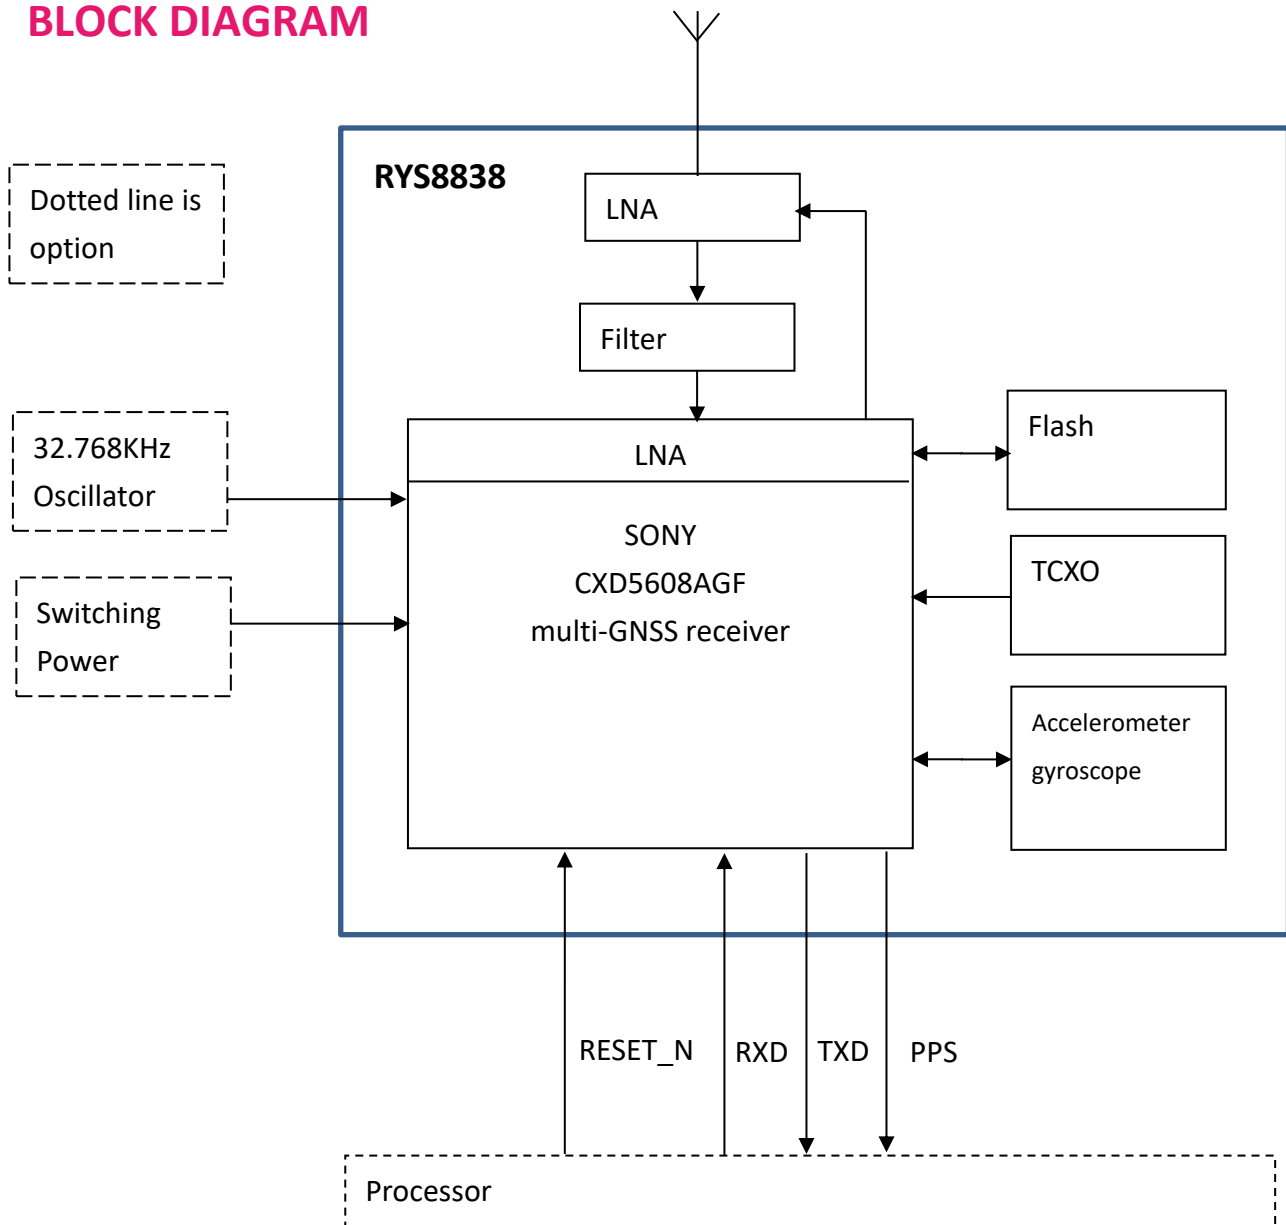 BLOCK DIAGRAM
RYS8838
Dotted line is
option
LNA
Filter
32.768KHz
Oscillator
LNA
Flash
SONY
CXD5608AGF
multi-GNSS receiver
TCXO
Switching
Power
Accelerometer
gyroscope
RESET_N
RXD
TXD
PPS
Processor